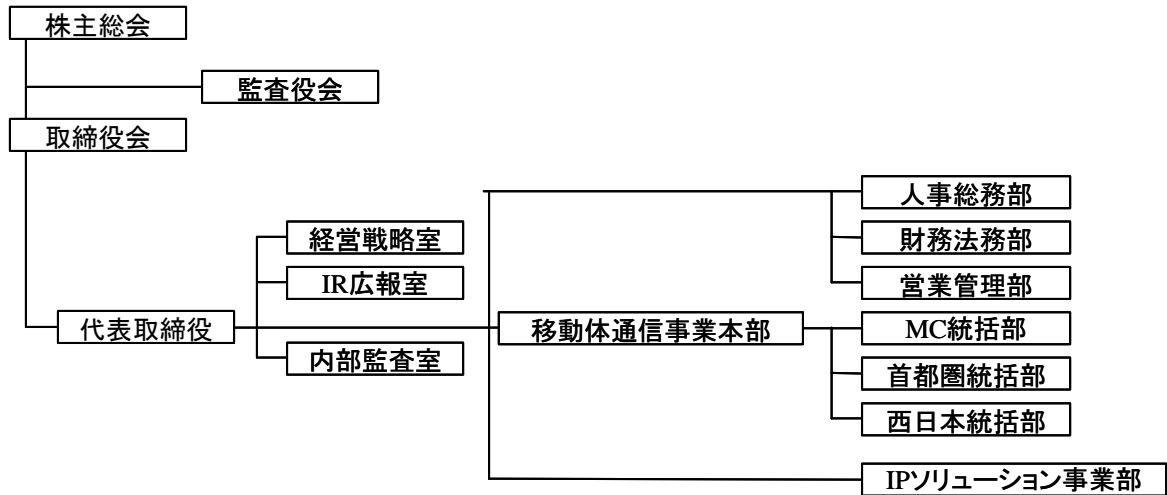 株主総会
監査役会
取締役会
人事総務部
経営戦略室
財務法務部
IR広報室
営業管理部
代表取締役
移動体通信事業本部
MC統括部
内部監査室
首都圏統括部
西日本統括部
IPソリューション事業部